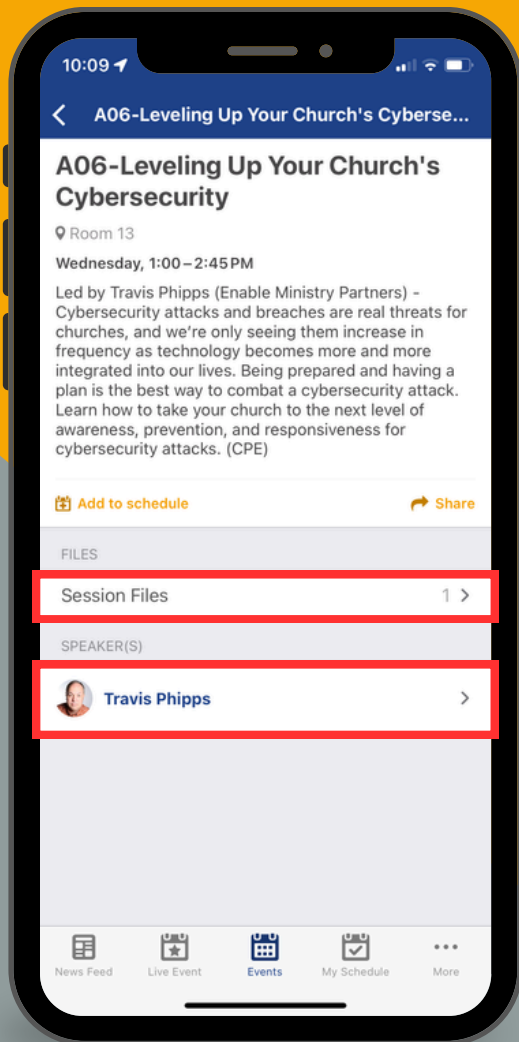 10:09
A06-Leveling Up Your Church's Cyberse...
A06-Leveling Up Your Church's
Cybersecurity
Room 13
Wednesday, 1:00–2:45PM
Led by Travis Phipps (Enable Ministry Partners) -
Cybersecurity attacks and breaches are real threats for
churches, and we’re only seeing them increase in
frequency as technology becomes more and more
integrated into our lives. Being prepared and having a
plan is the best way to combat a cybersecurity attack.
Learn how to take your church to the next level of
awareness, prevention, and responsiveness for
cybersecurity attacks. (CPE)
Add to schedule Share
FILES
Session Files 1
SPEAKER(S)
Travis Phipps
News Feed Live Event Events My Schedule More